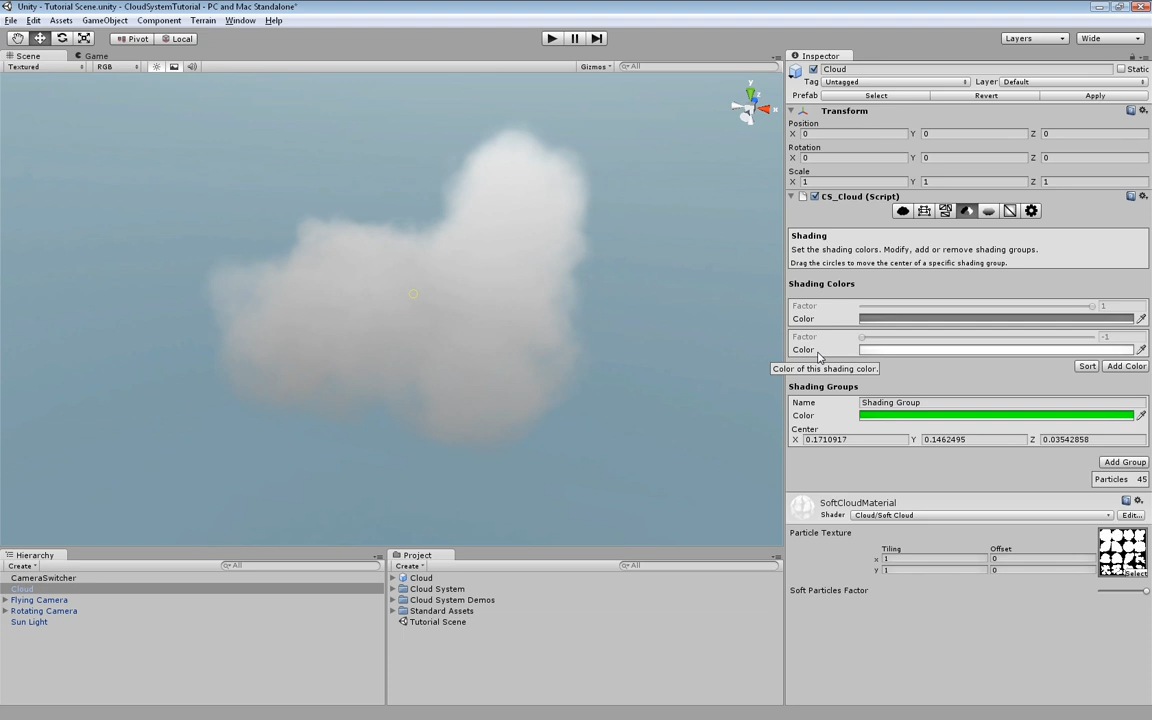 Unity - Tutorial Scene.unity - CloudSystemTutorial - PC and Mac Standalone*
File Edit Assets GameObject Component Terrain Window Help
Pivot Local Layers Wide
Scene Game
Textured RGB Gizmos All
y
z
x
Inspector
Cloud Static
Tag Untagged Layer Default
Prefab Select Revert Apply
Transform
Position
X 0 Y 0 Z 0
Rotation
X 0 Y 0 Z 0
Scale
X 1 Y 1 Z 1
CS_Cloud (Script)
Shading
Set the shading colors. Modify, add or remove shading groups.
Drag the circles to move the center of a specific shading group.
Shading Colors
Factor 1
Color
Factor -1
Color
Color of this shading color.
Sort Add Color
Shading Groups
Name Shading Group
Color
Center
X 0.1710917 Y 0.1462495 Z 0.03542858
Add Group
Particles 45
SoftCloudMaterial
Shader Cloud/Soft Cloud Edit...
Particle Texture
Tiling Offset
x 1 0
y 1 0
Select
Soft Particles Factor
Hierarchy
Create All
CameraSwitcher
Cloud
Flying Camera
Rotating Camera
Sun Light
Project
Create All
Cloud
Cloud System
Cloud System Demos
Standard Assets
Tutorial Scene